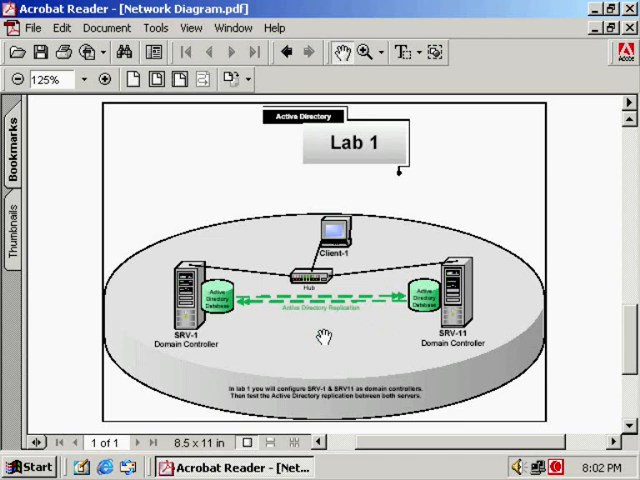 Acrobat Reader - [Network Diagram.pdf]
File Edit Document Tools View Window Help
Adobe
125%
Bookmarks
Thumbnails
Active Directory
Lab 1
Client-1
Hub
Active Directory Database
Active Directory Database
Active Directory Replication
SRV-1
Domain Controller
SRV-11
Domain Controller
In lab 1 you will configure SRV-1 & SRV11 as domain controllers.
Then test the Active Directory replication between both servers.
1 of 1 8.5 x 11 in
Start Acrobat Reader - [Net... 8:02 PM